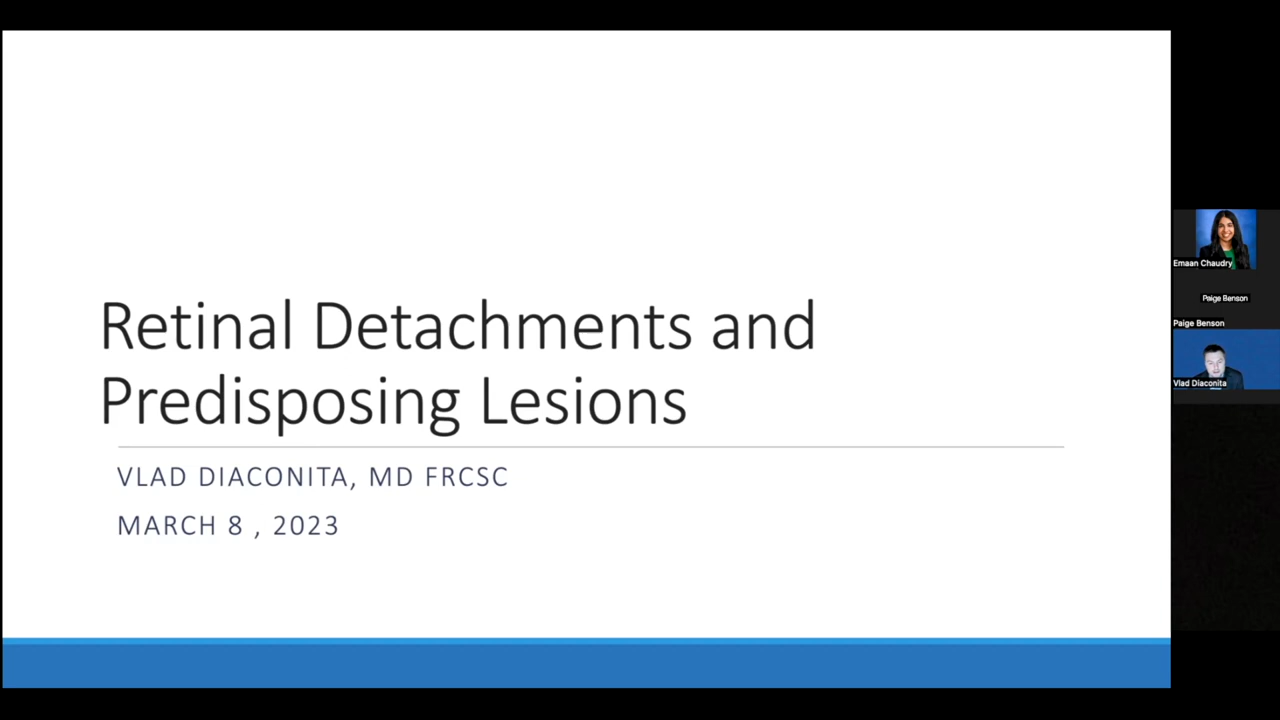 Retinal Detachments and
Predisposing Lesions
VLAD DIACONITA, MD FRCSC
MARCH 8 , 2023
Emaan Chaudry
Paige Benson
Paige Benson
Vlad Diaconita